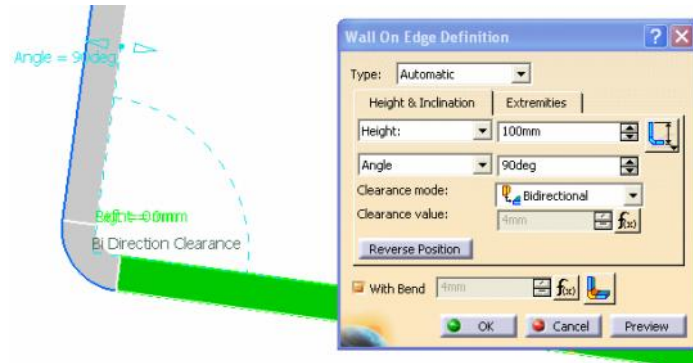 Wall On Edge Definition
Type: Automatic
Height & Inclination Extremities
Height: 100mm
Angle 90deg
Clearance mode: Bidirectional
Clearance value: 4mm f(x)
Reverse Position
With Bend 4mm f(x)
OK Cancel Preview
Angle = 90deg
Bi Direction Clearance